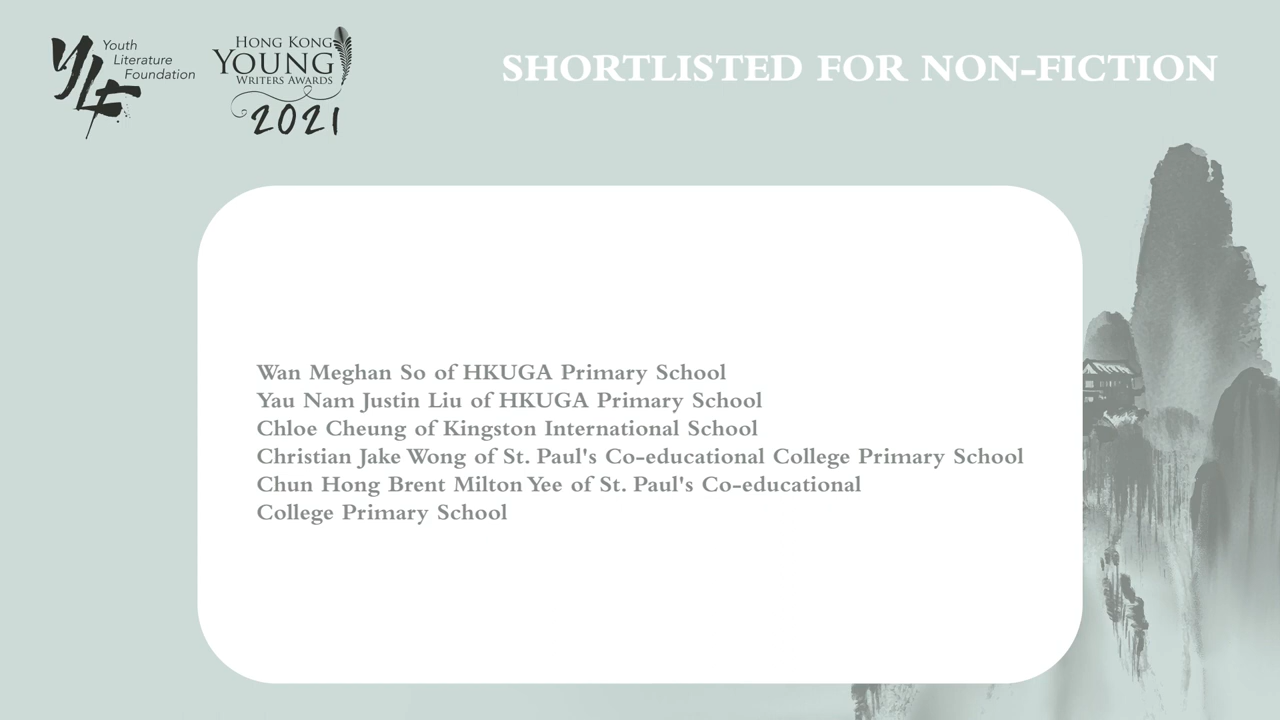 Youth
Literature
Foundation
HONG KONG
YOUNG
WRITERS AWARDS
2021
SHORTLISTED FOR NON-FICTION
Wan Meghan So of HKUGA Primary School
Yau Nam Justin Liu of HKUGA Primary School
Chloe Cheung of Kingston International School
Christian Jake Wong of St. Paul's Co-educational College Primary School
Chun Hong Brent Milton Yee of St. Paul's Co-educational
College Primary School